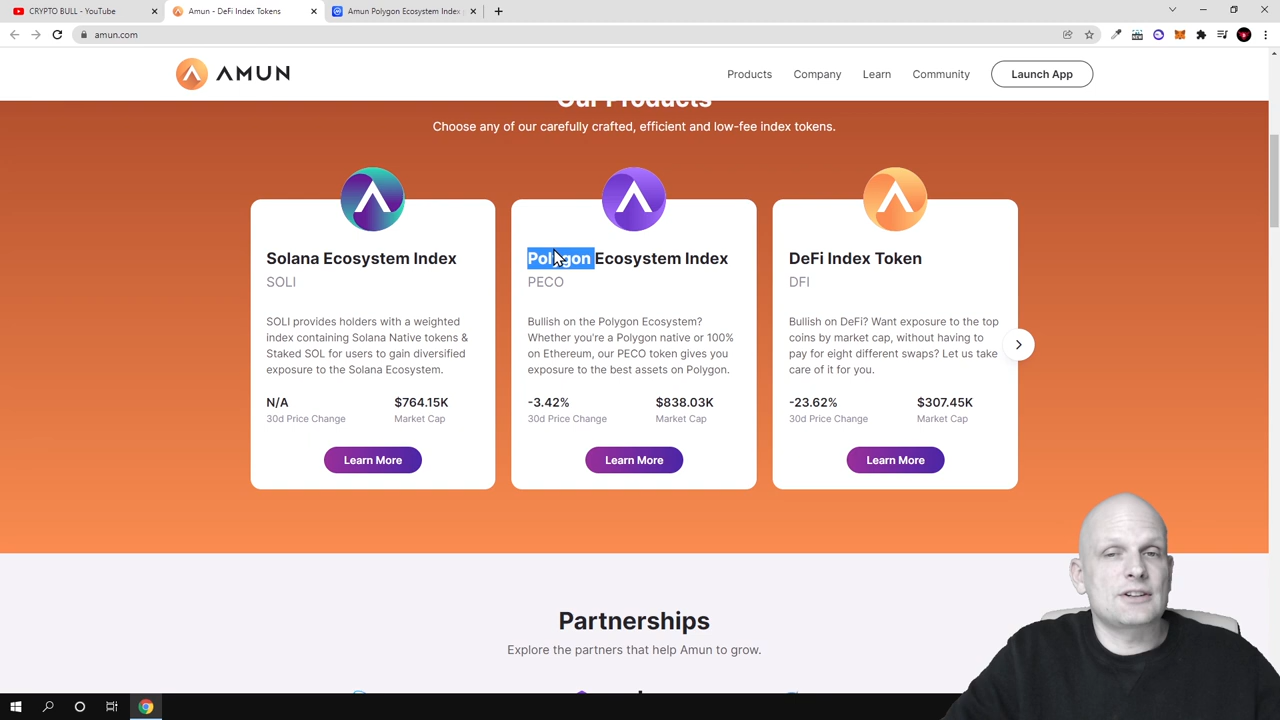 CRYPTO BULL - YouTube
Amun - DeFi Index Tokens
Amun Polygon Ecosystem Index
amun.com
AMUN
Products
Company
Learn
Community
Launch App
Our Products
Choose any of our carefully crafted, efficient and low-fee index tokens.
Solana Ecosystem Index
SOLI
SOLI provides holders with a weighted
index containing Solana Native tokens &
Staked SOL for users to gain diversified
exposure to the Solana Ecosystem.
N/A
$764.15K
30d Price Change
Market Cap
Learn More
Polygon Ecosystem Index
PECO
Bullish on the Polygon Ecosystem?
Whether you're a Polygon native or 100%
on Ethereum, our PECO token gives you
exposure to the best assets on Polygon.
-3.42%
$838.03K
30d Price Change
Market Cap
Learn More
DeFi Index Token
DFI
Bullish on DeFi? Want exposure to the top
coins by market cap, without having to
pay for eight different swaps? Let us take
care of it for you.
-23.62%
$307.45K
30d Price Change
Market Cap
Learn More
Partnerships
Explore the partners that help Amun to grow.